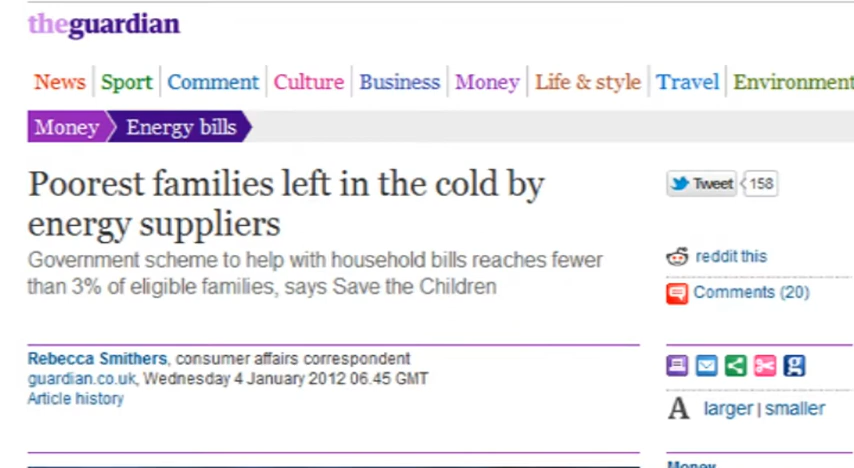 theguardian
News Sport Comment Culture Business Money Life & style Travel Environment
Money Energy bills
Poorest families left in the cold by
energy suppliers
Government scheme to help with household bills reaches fewer
than 3% of eligible families, says Save the Children
Tweet 158
reddit this
Comments (20)
Rebecca Smithers, consumer affairs correspondent
guardian.co.uk, Wednesday 4 January 2012 06.45 GMT
Article history
g
A larger | smaller
Money